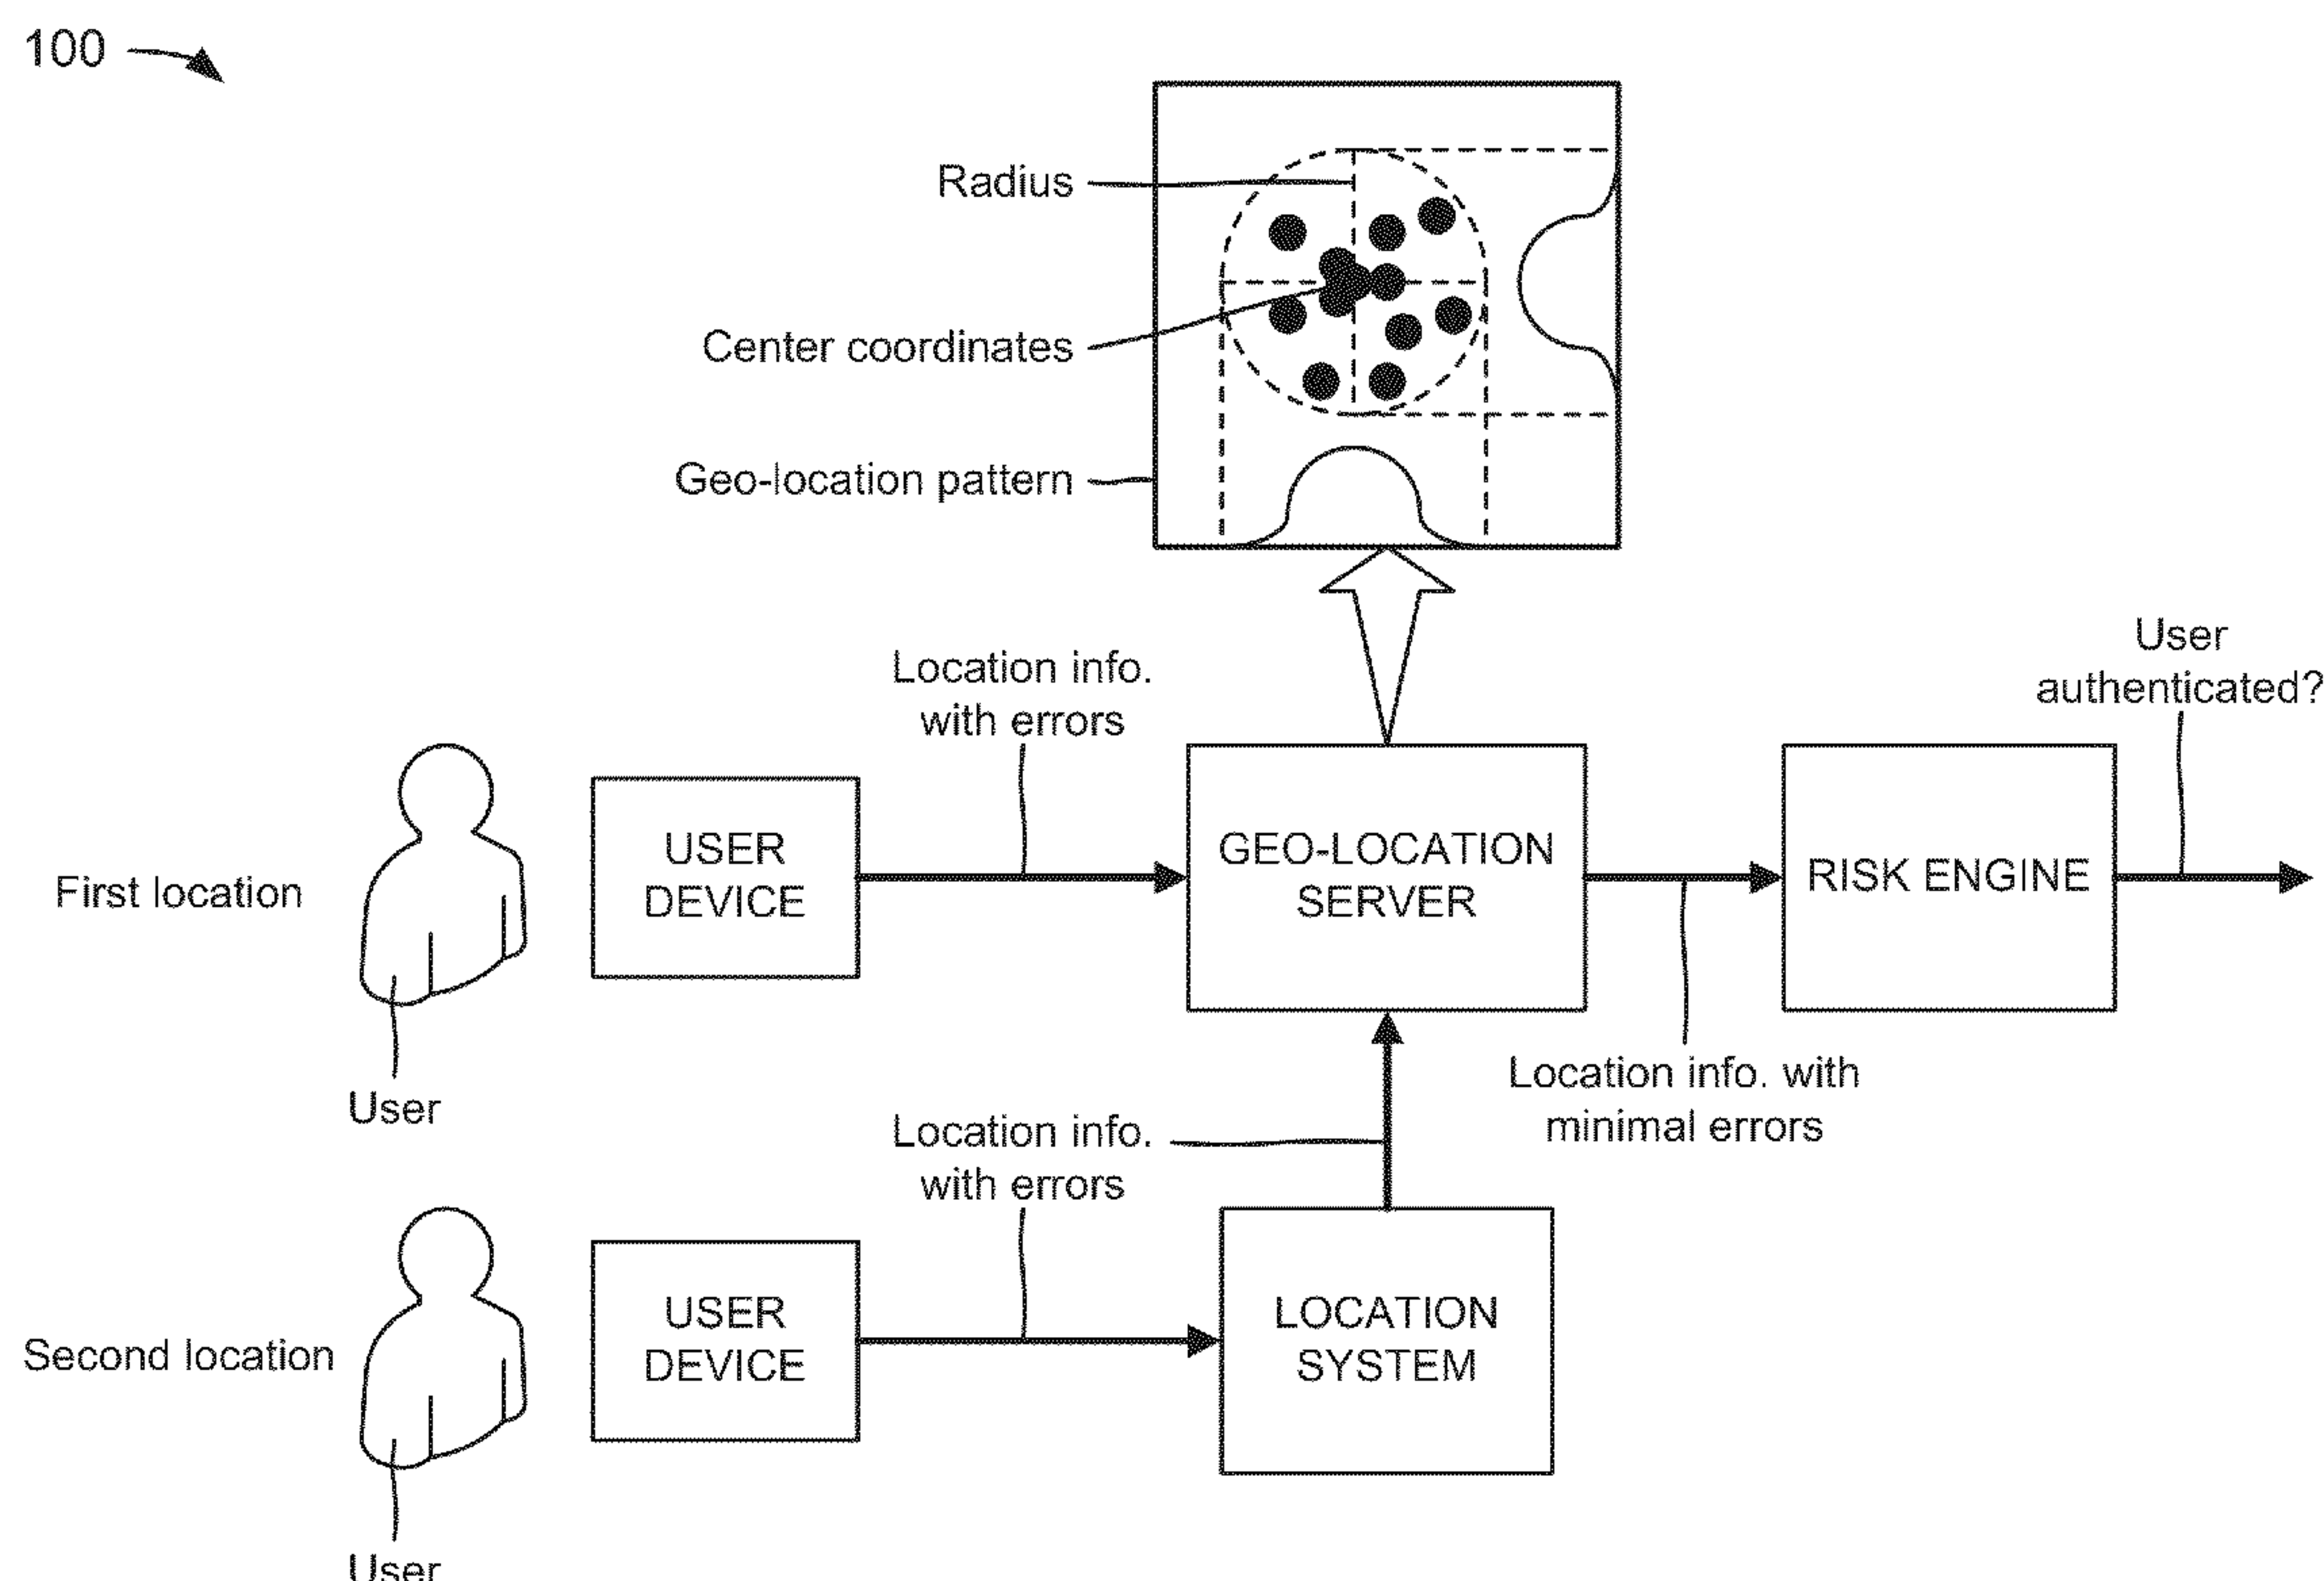 100
Radius
Center coordinates
Geo-location pattern
User
authenticated?
Location info.
with errors
USER
DEVICE
GEO-LOCATION
SERVER
RISK ENGINE
First location
User
Location info. with
minimal errors
Location info.
with errors
USER
DEVICE
LOCATION
SYSTEM
Second location
User